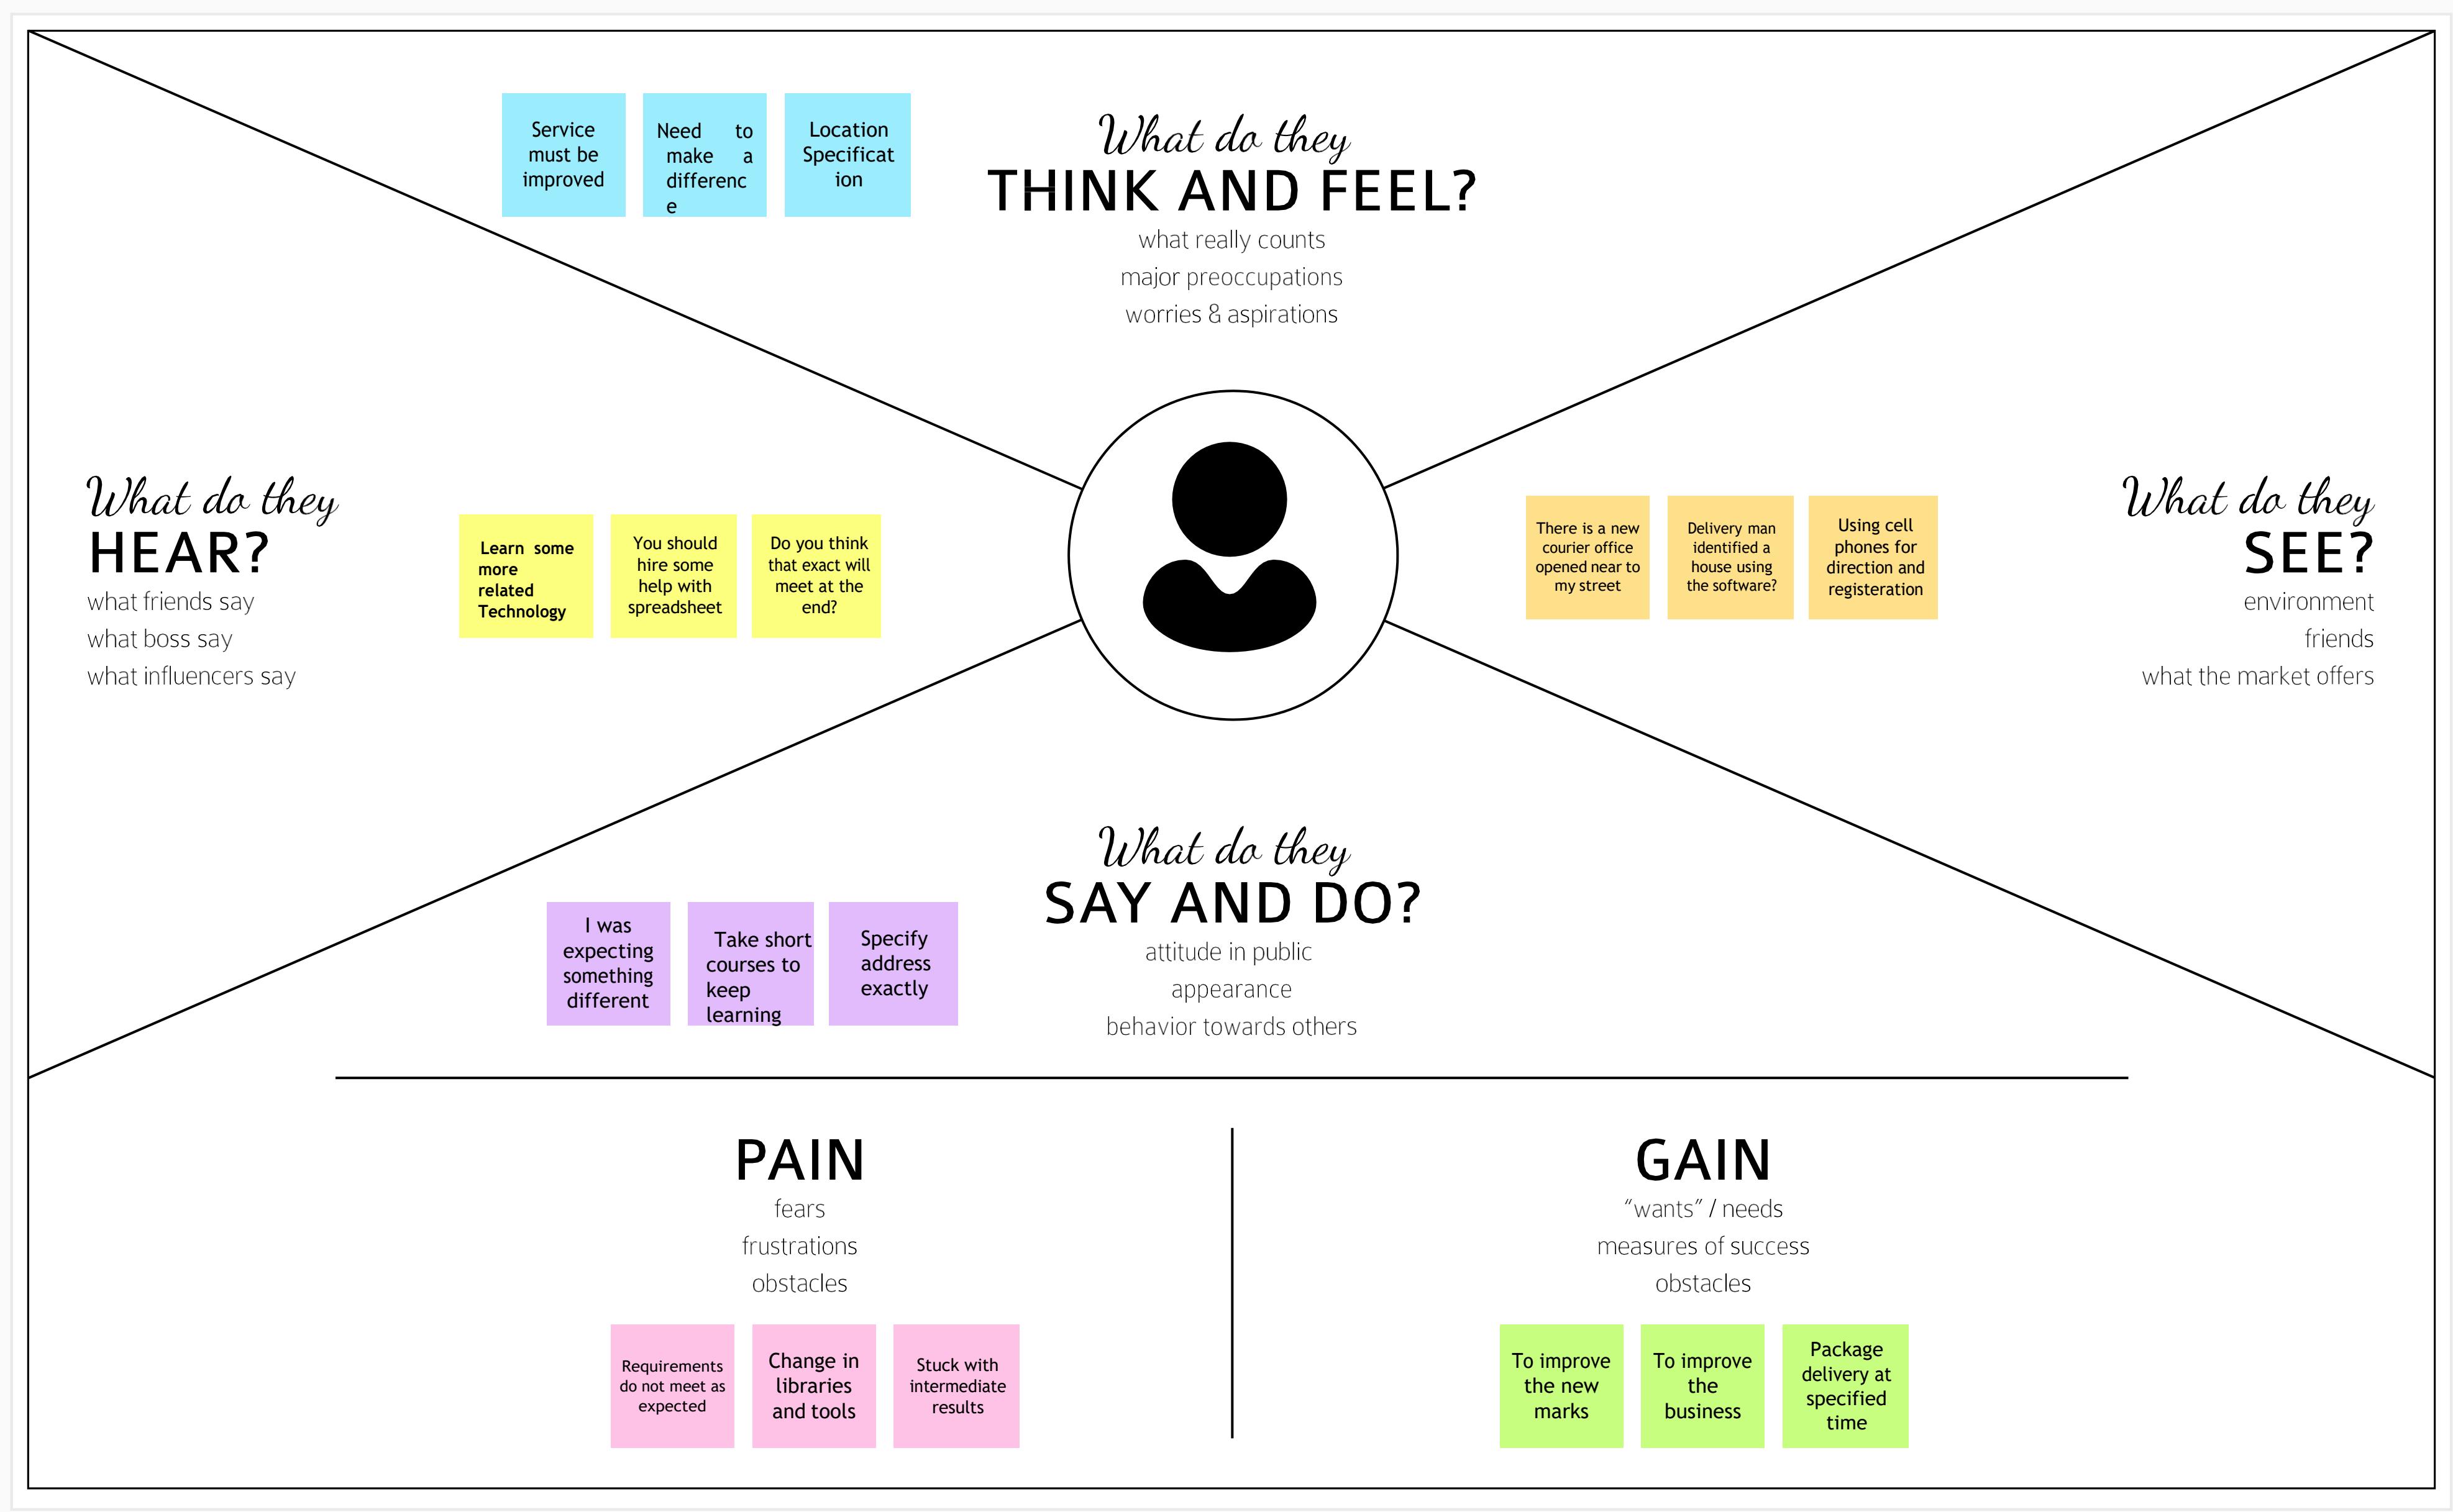 Service
must be
improved
Need to
make a
differenc
e
Location
Specificat
ion
What do they
THINK AND FEEL?
what really counts
major preoccupations
worries & aspirations
What do they
HEAR?
what friends say
what boss say
what influencers say
Learn some
more
related
Technology
You should
hire some
help with
spreadsheet
Do you think
that exact will
meet at the
end?
There is a new
courier office
opened near to
my street
Delivery man
identified a
house using
the software?
Using cell
phones for
direction and
registeration
What do they
SEE?
environment
friends
what the market offers
What do they
SAY AND DO?
attitude in public
appearance
behavior towards others
I was
expecting
something
different
Take short
courses to
keep
learning
Specify
address
exactly
PAIN
fears
frustrations
obstacles
Requirements
do not meet as
expected
Change in
libraries
and tools
Stuck with
intermediate
results
GAIN
“wants” / needs
measures of success
obstacles
To improve
the new
marks
To improve
the
business
Package
delivery at
specified
time